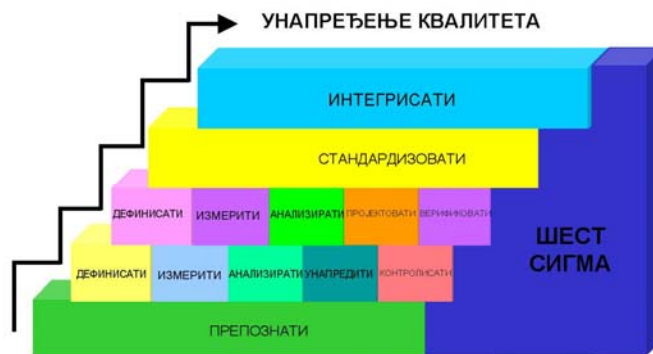 УНАПРЕЂЕЊЕ КВАЛИТЕТА
ИНТЕГРИСАТИ
СТАНДАРДИЗОВАТИ
ДЕФИНИСАТИ ИЗМЕРИТИ АНАЛИЗИРАТИ ПРОЈЕКТОВАТИ ВЕРИФИКОВАТИ
ДЕФИНИСАТИ ИЗМЕРИТИ АНАЛИЗИРАТИ УНАПРЕДИТИ КОНТРОЛИСАТИ
ПРЕПОЗНАТИ
ШЕСТ
СИГМА